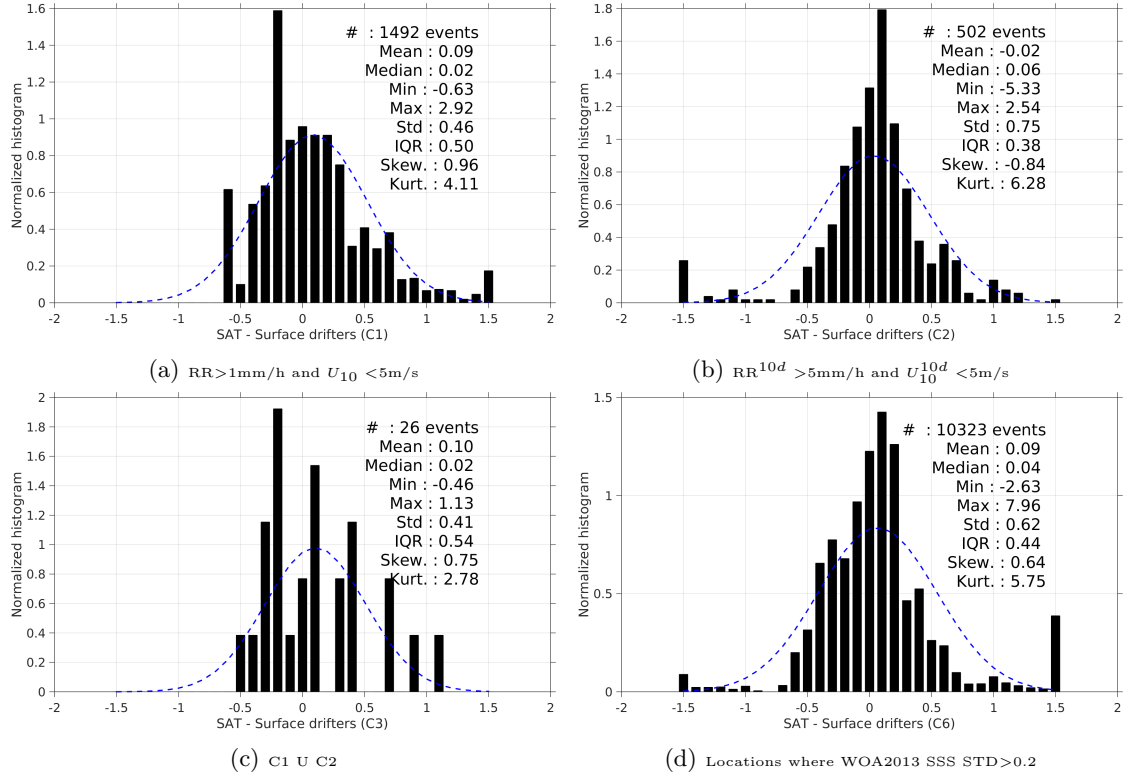 1.6
1.4
1.2
1
0.8
0.6
0.4
0.2
0
Normalized histogram
# : 1492 events
Mean : 0.09
Median : 0.02
Min : -0.63
Max : 2.92
Std : 0.46
IQR : 0.50
Skew. : 0.96
Kurt. : 4.11
-2 -1.5 -1 -0.5 0 0.5 1 1.5 2
SAT - Surface drifters (C1)
(a) RR>1mm/h and U10 <5m/s
1.8
1.6
1.4
1.2
1
0.8
0.6
0.4
0.2
0
Normalized histogram
# : 502 events
Mean : -0.02
Median : 0.06
Min : -5.33
Max : 2.54
Std : 0.75
IQR : 0.38
Skew. : -0.84
Kurt. : 6.28
-2 -1.5 -1 -0.5 0 0.5 1 1.5 2
SAT - Surface drifters (C2)
(b) RR^10d >5mm/h and U_10^10d <5m/s
2
1.8
1.6
1.4
1.2
1
0.8
0.6
0.4
0.2
0
Normalized histogram
# : 26 events
Mean : 0.10
Median : 0.02
Min : -0.46
Max : 1.13
Std : 0.41
IQR : 0.54
Skew. : 0.75
Kurt. : 2.78
-2 -1.5 -1 -0.5 0 0.5 1 1.5 2
SAT - Surface drifters (C3)
(c) C1 U C2
1.5
1
0.5
0
Normalized histogram
# : 10323 events
Mean : 0.09
Median : 0.04
Min : -2.63
Max : 7.96
Std : 0.62
IQR : 0.44
Skew. : 0.64
Kurt. : 5.75
-2 -1.5 -1 -0.5 0 0.5 1 1.5 2
SAT - Surface drifters (C6)
(d) Locations where WOA2013 SSS STD>0.2